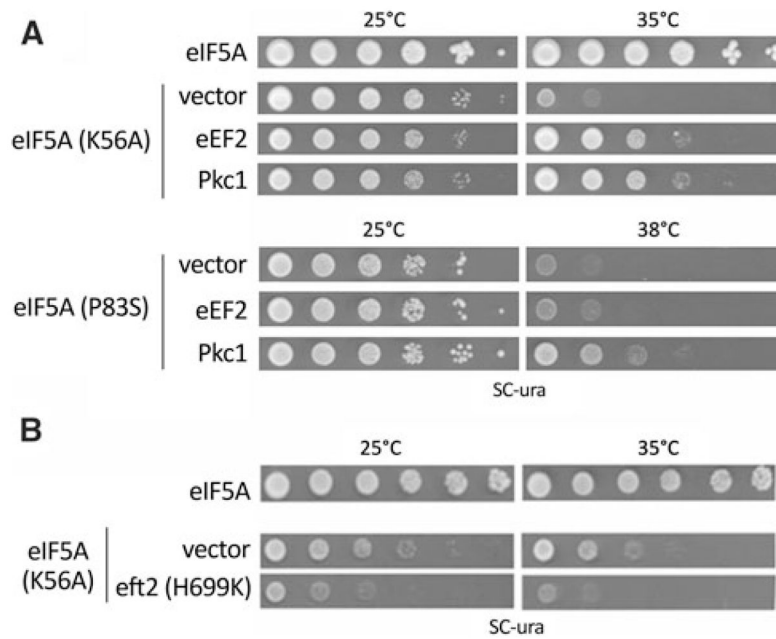 A
25°C 35°C
eIF5A
vector
eIF5A (K56A) eEF2
Pkc1
25°C 38°C
vector
eIF5A (P83S) eEF2
Pkc1
SC-ura
B
25°C 35°C
eIF5A
eIF5A vector
(K56A) eft2 (H699K)
SC-ura